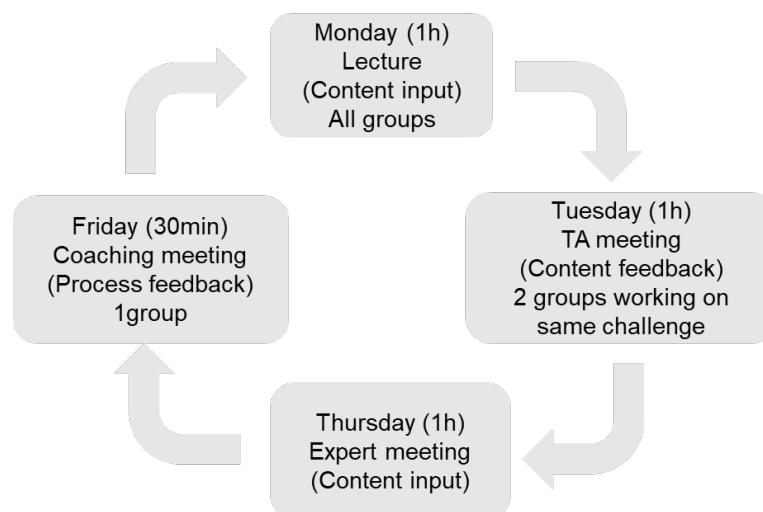 Monday (1h)
Lecture
(Content input)
All groups
Tuesday (1h)
TA meeting
(Content feedback)
2 groups working on
same challenge
Thursday (1h)
Expert meeting
(Content input)
Friday (30min)
Coaching meeting
(Process feedback)
1group